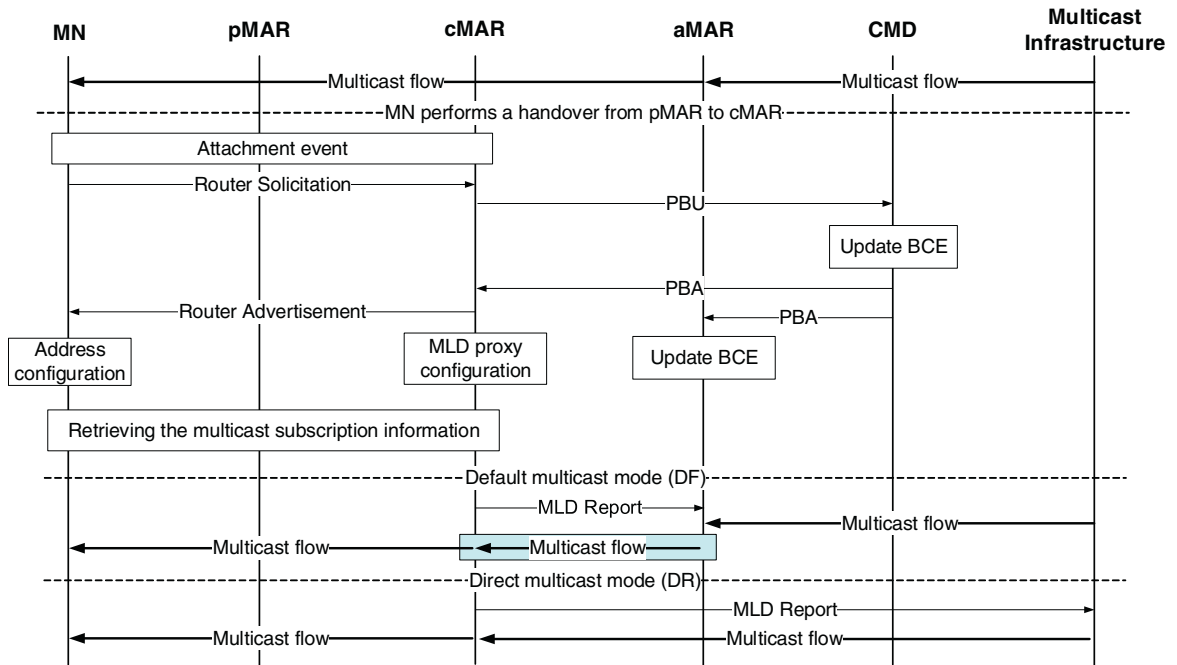 MN
pMAR
cMAR
aMAR
CMD
Multicast
Infrastructure
Multicast flow
Multicast flow
MN performs a handover from pMAR to cMAR
Attachment event
Router Solicitation
PBU
Update BCE
PBA
Router Advertisement
PBA
Address
configuration
MLD proxy
configuration
Update BCE
Retrieving the multicast subscription information
Default multicast mode (DF)
MLD Report
Multicast flow
Multicast flow
Multicast flow
Direct multicast mode (DR)
MLD Report
Multicast flow
Multicast flow